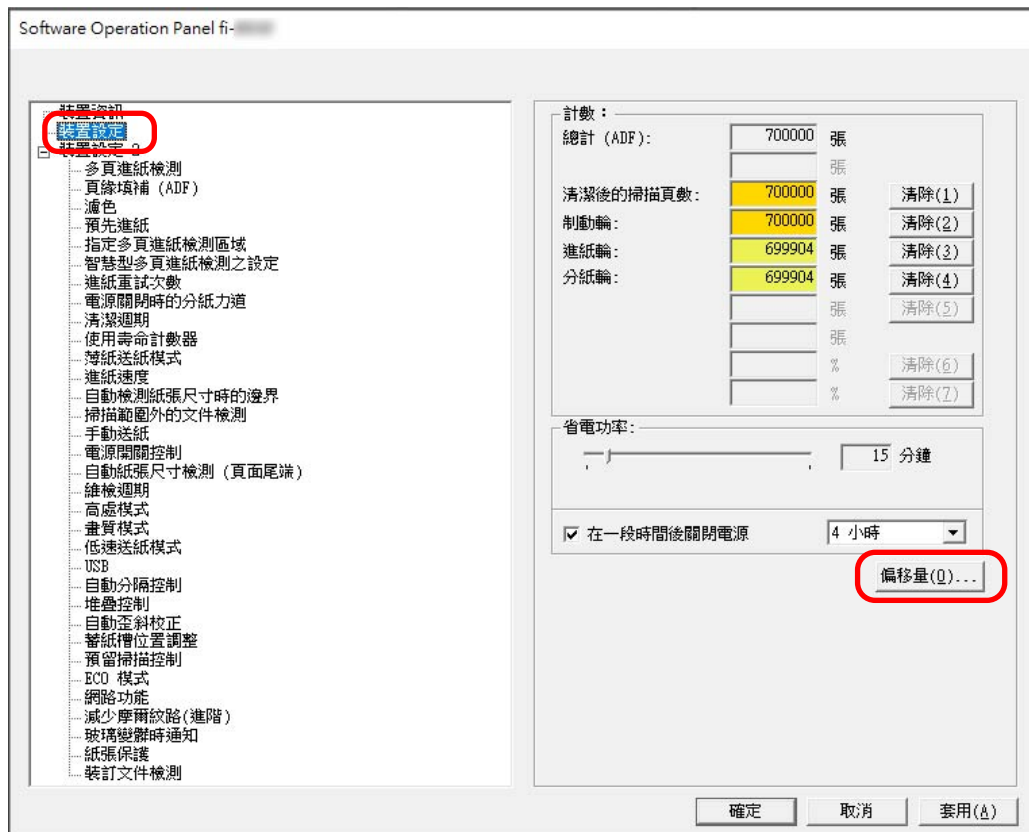 Software Operation Panel fi-
裝置資訊
裝置設定
裝置設定 2
多頁進紙檢測
頁緣填補 (ADF)
濾色
預先進紙
指定多頁進紙檢測區域
智慧型多頁進紙檢測之設定
進紙重試次數
電源關閉時的分紙力道
清潔週期
使用壽命計數器
薄紙送紙模式
進紙速度
自動檢測紙張尺寸時的邊界
掃描範圍外的文件檢測
手動送紙
電源開關控制
自動紙張尺寸檢測 (頁面尾端)
維檢週期
高處模式
畫質模式
低速送紙模式
USB
自動分隔控制
堆疊控制
自動歪斜校正
蓄紙槽位置調整
預留掃描控制
ECO 模式
網路功能
減少摩爾紋路(進階)
玻璃變髒時通知
紙張保護
裝訂文件檢測
計數：
總計 (ADF): 700000 張
張
清潔後的掃描頁數: 700000 張 清除(1)
制動輪: 700000 張 清除(2)
進紙輪: 699904 張 清除(3)
分紙輪: 699904 張 清除(4)
張 清除(5)
張
% 清除(6)
% 清除(7)
省電功率:
15 分鐘
在一段時間後關閉電源 4 小時
偏移量(O)...
確定 取消 套用(A)